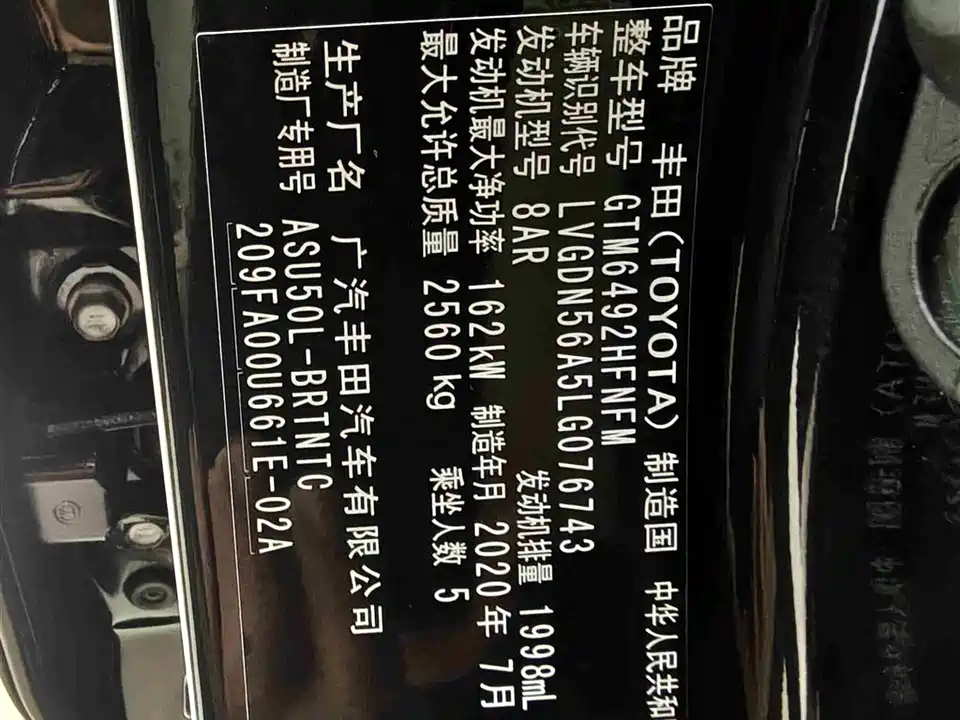 品牌 丰田(TOYOTA) 制造国 中华人民共和
整车型号 GTM6492HFNFM
车辆识别代号 LVGDN56A5LG076743
发动机型号 8AR 发动机排量 1998mL
发动机最大净功率 162kW 制造年月 2020年 7月
最大允许总质量 2560kg 乘坐人数 5
生产厂名 广汽丰田汽车有限公司
制造厂专用号 ASU50L-BRTNTC
209FA00U661E-02A